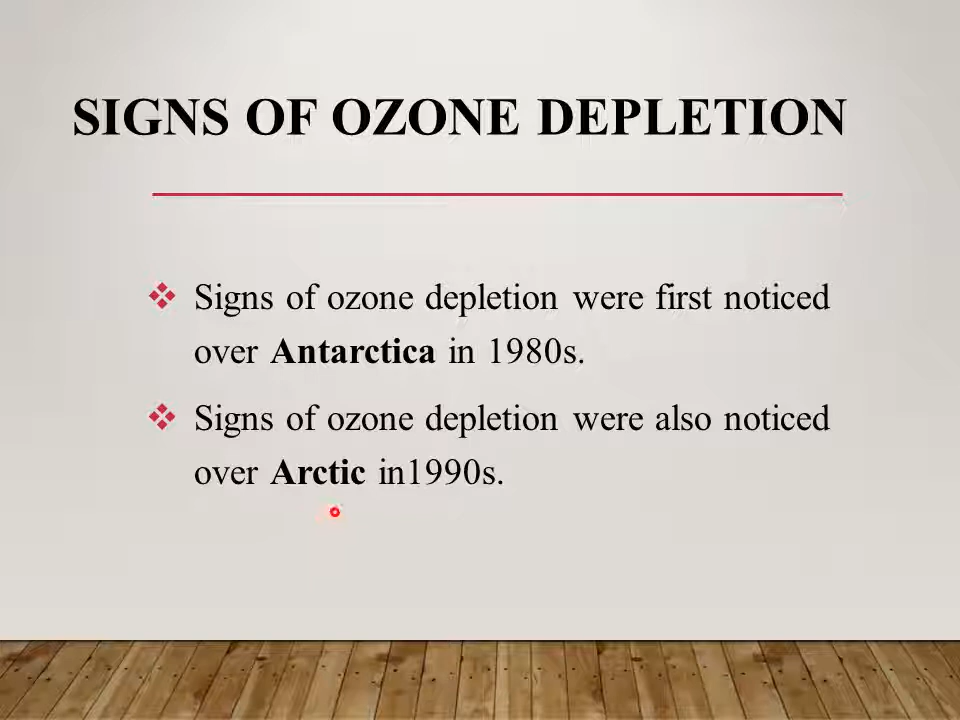 SIGNS OF OZONE DEPLETION
Signs of ozone depletion were first noticed
over Antarctica in 1980s.
Signs of ozone depletion were also noticed
over Arctic in1990s.